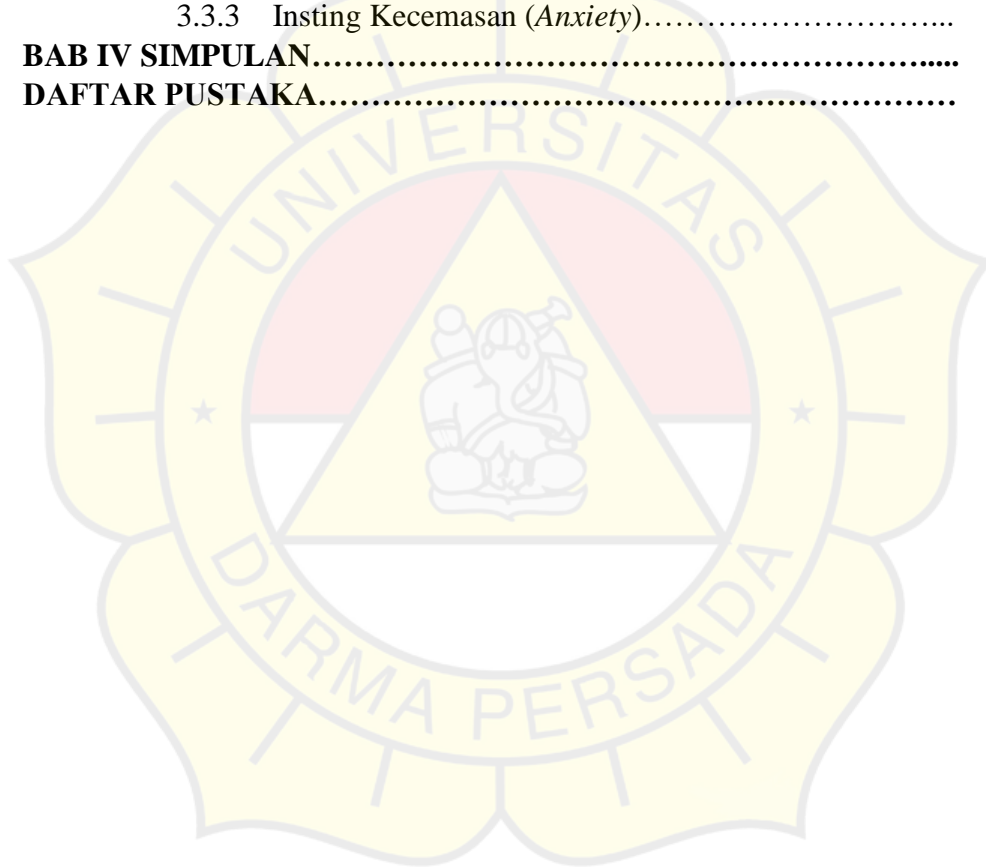 3.3.3 Insting Kecemasan (Anxiety)………………………...
BAB IV SIMPULAN………………………………………………….....
DAFTAR PUSTAKA……………………………………………………
UNIVERSITAS
DARMA PERSADA